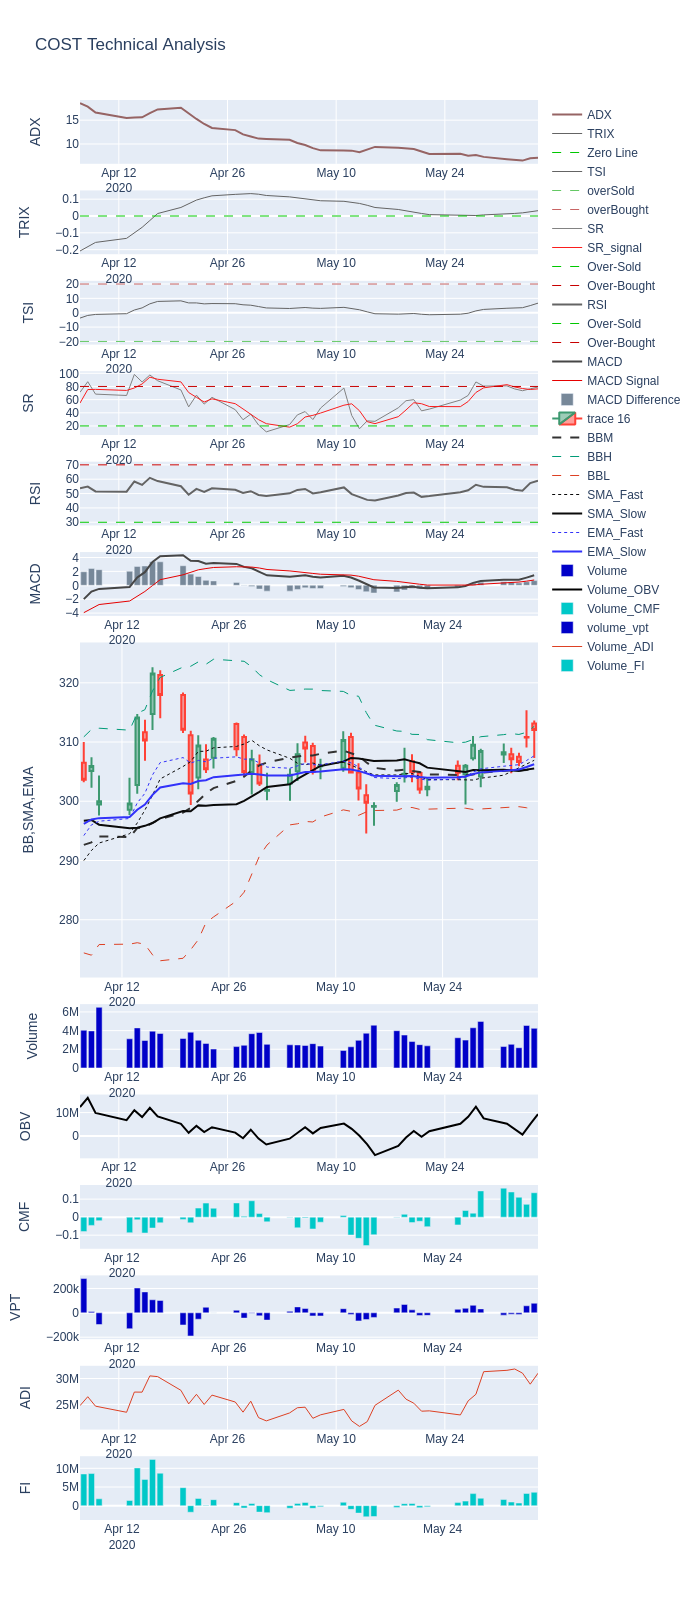 COST Technical Analysis
ADX
15
10
Apr 12
2020
Apr 26
May 10
May 24
TRIX
0.1
0
−0.1
−0.2
Apr 12
2020
Apr 26
May 10
May 24
TSI
20
10
0
−10
−20
Apr 12
2020
Apr 26
May 10
May 24
SR
100
80
60
40
20
Apr 12
2020
Apr 26
May 10
May 24
RSI
70
60
50
40
30
Apr 12
2020
Apr 26
May 10
May 24
MACD
4
2
0
−2
−4
Apr 12
2020
Apr 26
May 10
May 24
BB,SMA,EMA
320
310
300
290
280
Apr 12
2020
Apr 26
May 10
May 24
Volume
6M
4M
2M
0
Apr 12
2020
Apr 26
May 10
May 24
OBV
10M
0
Apr 12
2020
Apr 26
May 10
May 24
CMF
0.1
0
−0.1
Apr 12
2020
Apr 26
May 10
May 24
VPT
200k
0
−200k
Apr 12
2020
Apr 26
May 10
May 24
ADI
30M
25M
Apr 12
2020
Apr 26
May 10
May 24
FI
10M
5M
0
Apr 12
2020
Apr 26
May 10
May 24
ADX
TRIX
Zero Line
TSI
overSold
overBought
SR
SR_signal
Over-Sold
Over-Bought
RSI
Over-Sold
Over-Bought
MACD
MACD Signal
MACD Difference
trace 16
BBM
BBH
BBL
SMA_Fast
SMA_Slow
EMA_Fast
EMA_Slow
Volume
Volume_OBV
Volume_CMF
volume_vpt
Volume_ADI
Volume_FI